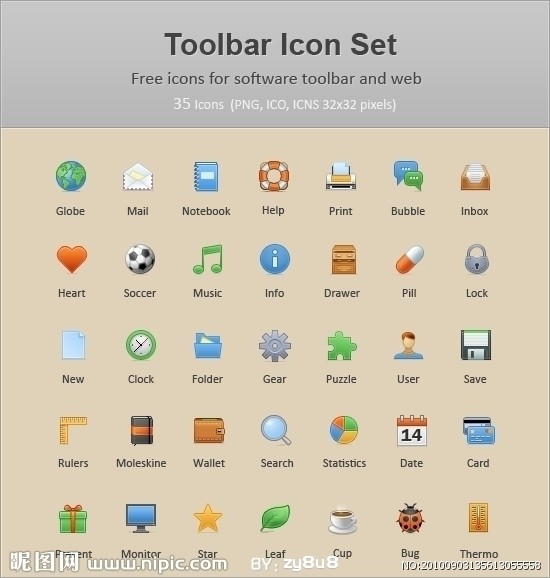 Toolbar Icon Set
Free icons for software toolbar and web
35 Icons (PNG, ICO, ICNS 32x32 pixels)
Globe Mail Notebook Help Print Bubble Inbox
Heart Soccer Music Info Drawer Pill Lock
New Clock Folder Gear Puzzle User Save
14
Rulers Moleskine Wallet Search Statistics Date Card
Present Monitor Star Leaf Cup Bug Thermo
昵图网 www.nipic.com BY: zy8u8 NO:20100903135613055558